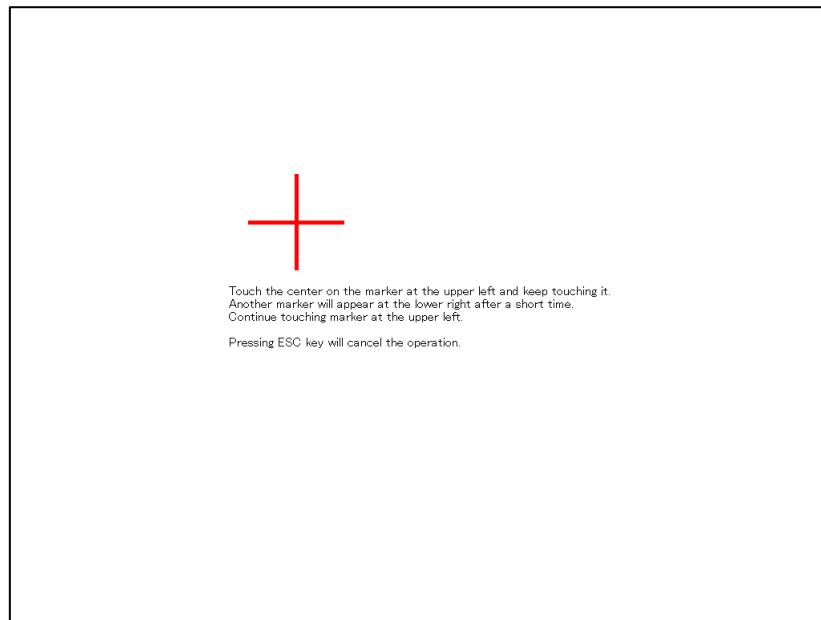 Touch the center on the marker at the upper left and keep touching it.
Another marker will appear at the lower right after a short time.
Continue touching marker at the upper left.
Pressing ESC key will cancel the operation.